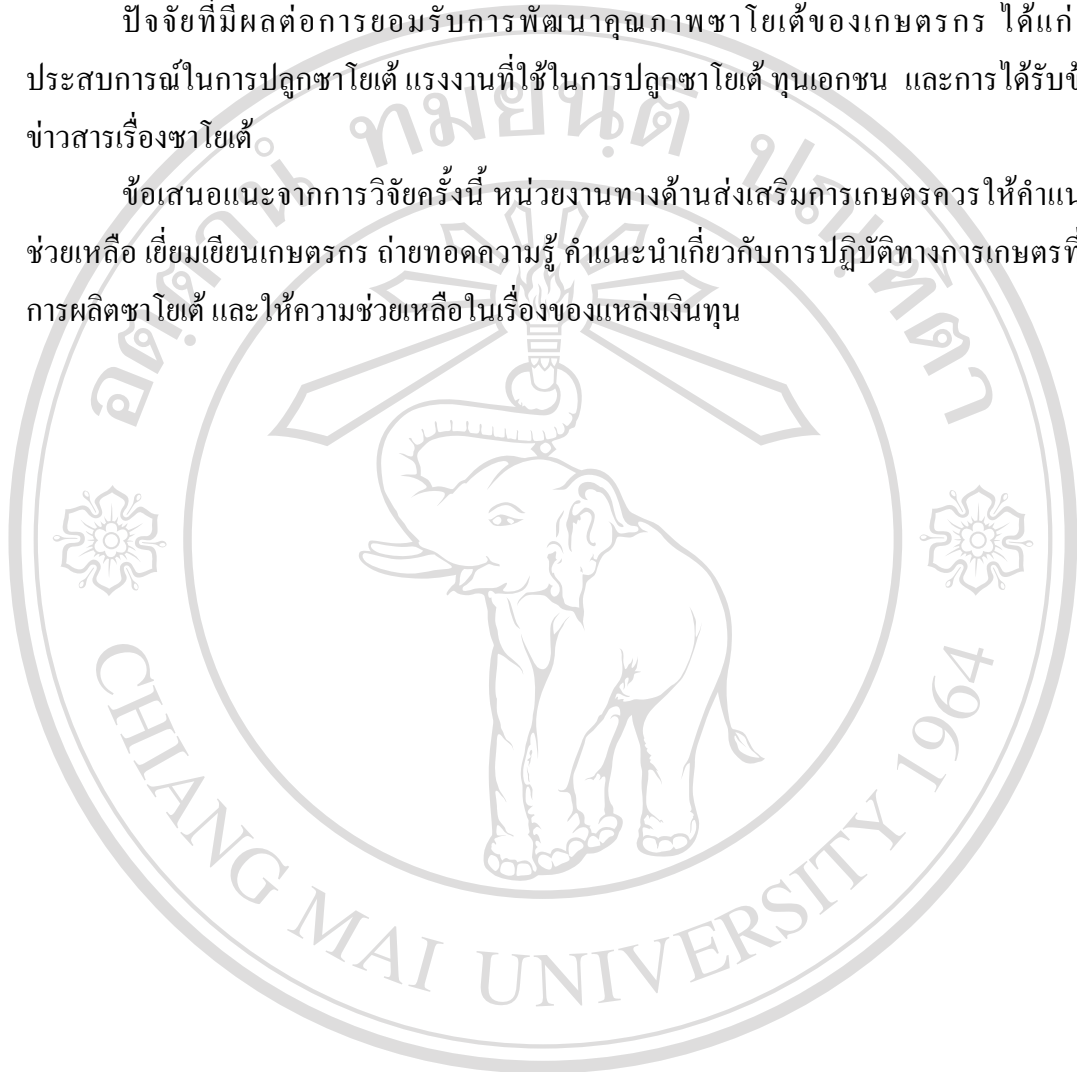 ปัจจัยที่มีผลต่อการยอมรับการพัฒนาคุณภาพซาโยเต้ของเกษตรกร ได้แก่
ประสบการณ์ในการปลูกซาโยเต้ แรงงานที่ใช้ในการปลูกซาโยเต้ ทุนเอกชน และการได้รับ
ข่าวสารเรื่องซาโยเต้
ข้อเสนอแนะจากการวิจัยครั้งนี้ หน่วยงานทางด้านส่งเสริมการเกษตรควรให้
ช่วยเหลือ เยี่ยมเยียนเกษตรกร ถ่ายทอดความรู้ คำแนะนำเกี่ยวกับการปฏิบัติทางการเกษตรที่
การผลิตซาโยเต้ และให้ความช่วยเหลือในเรื่องของแหล่งเงินทุน
อตฺตานํ ทมยนฺติ ปณฺฑิตา
CHIANG MAI UNIVERSITY 1964